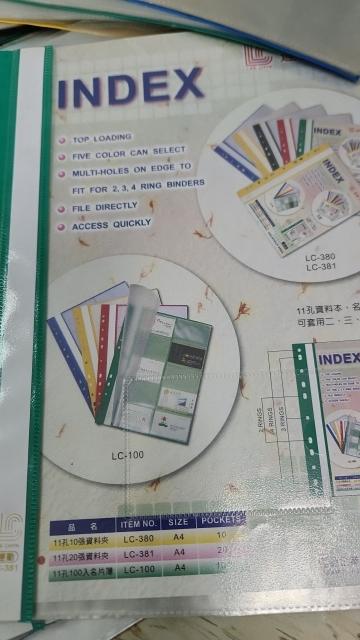 INDEX
TOP LOADING
FIVE COLOR CAN SELECT
MULTI-HOLES ON EDGE TO
FIT FOR 2, 3, 4 RING BINDERS
FILE DIRECTLY
ACCESS QUICKLY
INDEX
LC-380
LC-381
11孔資料本,名
可套用二、三、
LC-100
2 RINGS
4 RINGS
3 RINGS
INDEX
品 名 ITEM NO. SIZE POCKETS
11孔10張資料夾 LC-380 A4 10
11孔20張資料夾 LC-381 A4 20
11孔100入名片簿 LC-100 A4